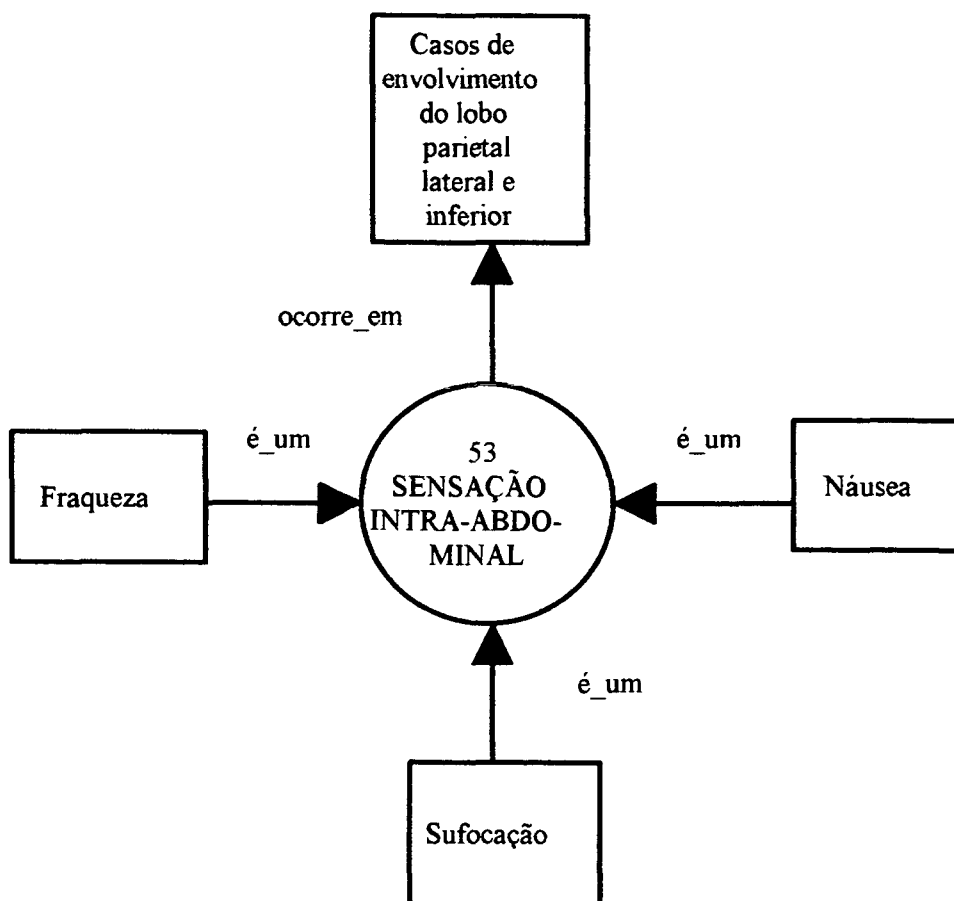 Casos de
envolvimento
do lobo
parietal
lateral e
inferior
ocorre_em
é_um
é_um
Fraqueza
53
SENSAÇÃO
INTRA-ABDO-
MINAL
Náusea
é_um
Sufocação